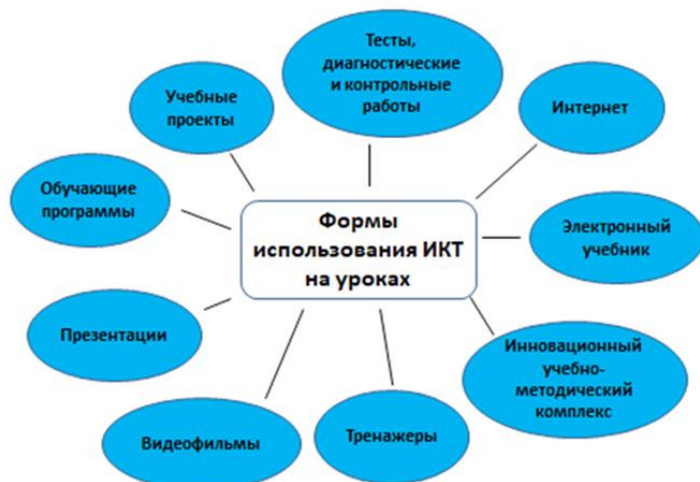 Тесты,
диагностические
и контрольные
работы
Учебные
проекты
Интернет
Обучающие
программы
Формы
использования ИКТ
на уроках
Электронный
учебник
Презентации
Инновационный
учебно-
методический
комплекс
Видеофильмы
Тренажеры